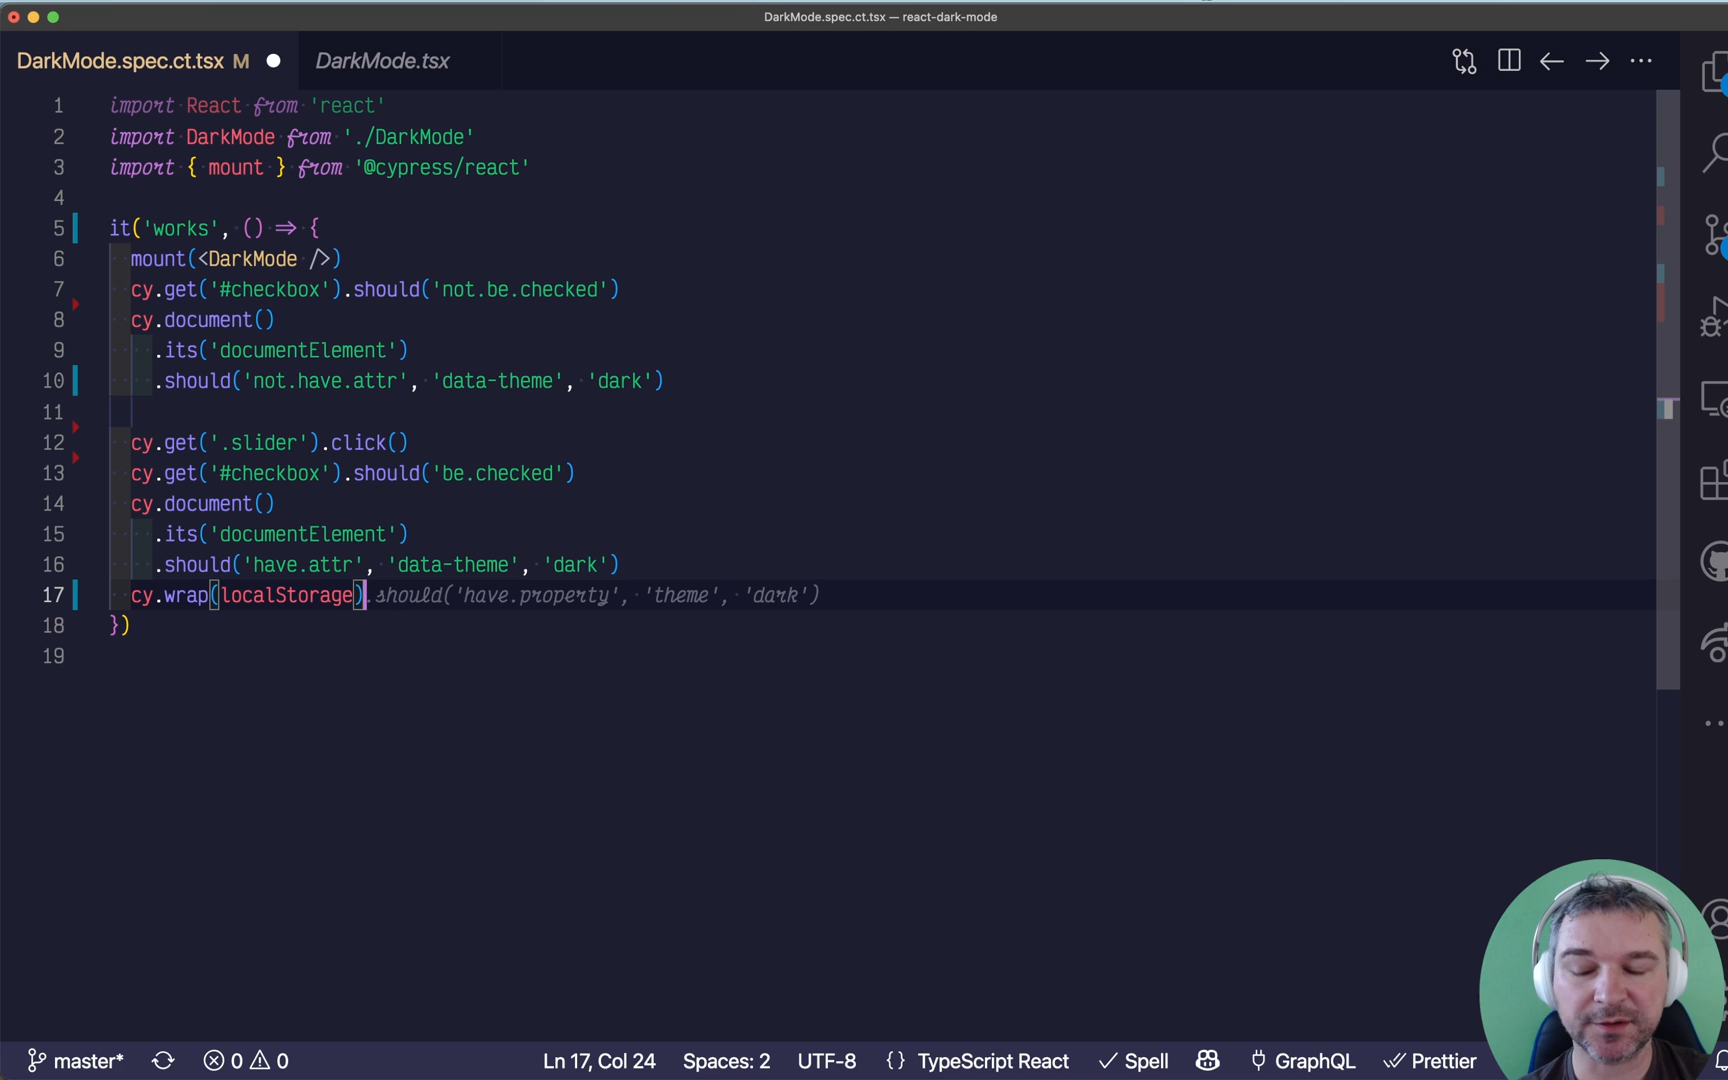 DarkMode.spec.ct.tsx — react-dark-mode
DarkMode.spec.ct.tsx M
DarkMode.tsx
1 import React from 'react'
2 import DarkMode from './DarkMode'
3 import { mount } from '@cypress/react'
4
5 it('works', () => {
6 mount(<DarkMode />)
7 cy.get('#checkbox').should('not.be.checked')
8 cy.document()
9 .its('documentElement')
10 .should('not.have.attr', 'data-theme', 'dark')
11
12 cy.get('.slider').click()
13 cy.get('#checkbox').should('be.checked')
14 cy.document()
15 .its('documentElement')
16 .should('have.attr', 'data-theme', 'dark')
17 cy.wrap(localStorage).should('have.property', 'theme', 'dark')
18 })
19
master* 0 0 Ln 17, Col 24 Spaces: 2 UTF-8 {} TypeScript React Spell GraphQL Prettier